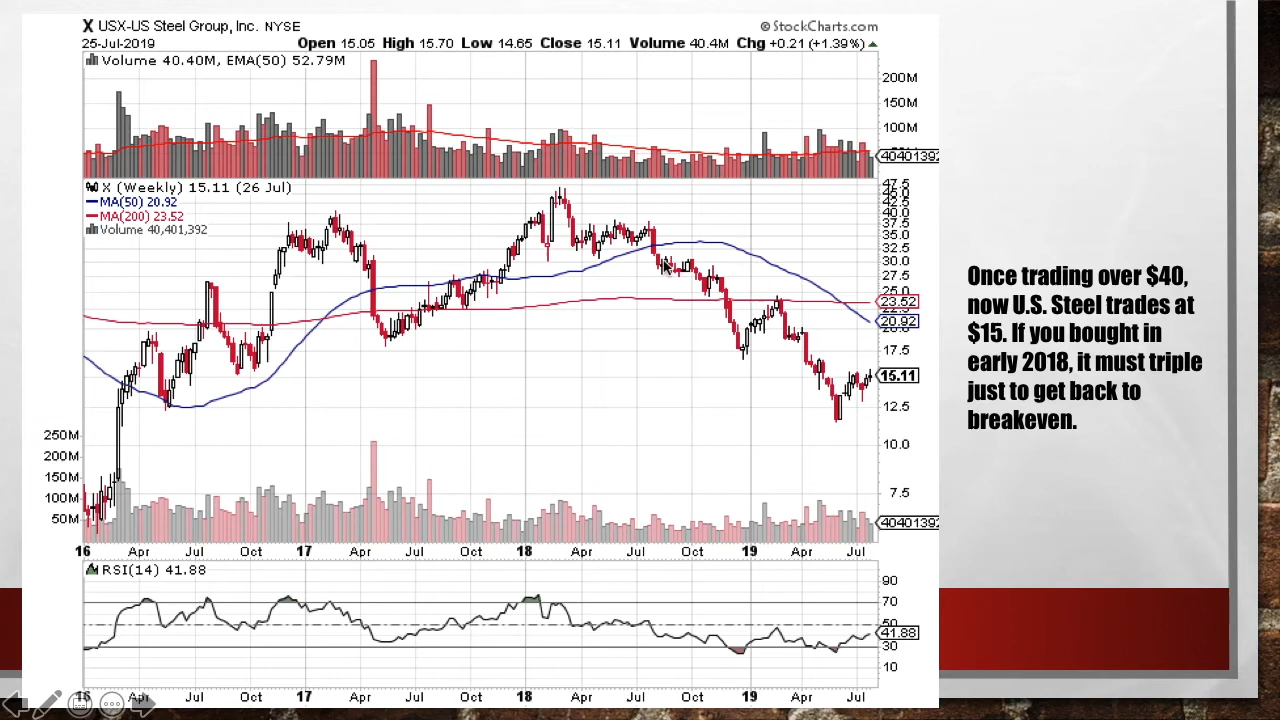 X USX-US Steel Group, Inc. NYSE
© StockCharts.com
25-Jul-2019
Open 15.05 High 15.70 Low 14.65 Close 15.11 Volume 40.4M Chg +0.21 (+1.39%)
Volume 40.40M, EMA(50) 52.79M
200M
150M
100M
40401392
X (Weekly) 15.11 (26 Jul)
MA(50) 20.92
MA(200) 23.52
Volume 40,401,392
47.5
45.0
42.5
40.0
37.5
35.0
32.5
30.0
27.5
25.0
23.52
22.5
20.92
20.0
17.5
15.11
12.5
10.0
7.5
250M
200M
150M
100M
50M
40401392
16 Apr Jul Oct 17 Apr Jul Oct 18 Apr Jul Oct 19 Apr Jul
RSI(14) 41.88
90
70
50
41.88
30
10
16 Apr Jul Oct 17 Apr Jul Oct 18 Apr Jul Oct 19 Apr Jul
Once trading over $40,
now U.S. Steel trades at
$15. If you bought in
early 2018, it must triple
just to get back to
breakeven.